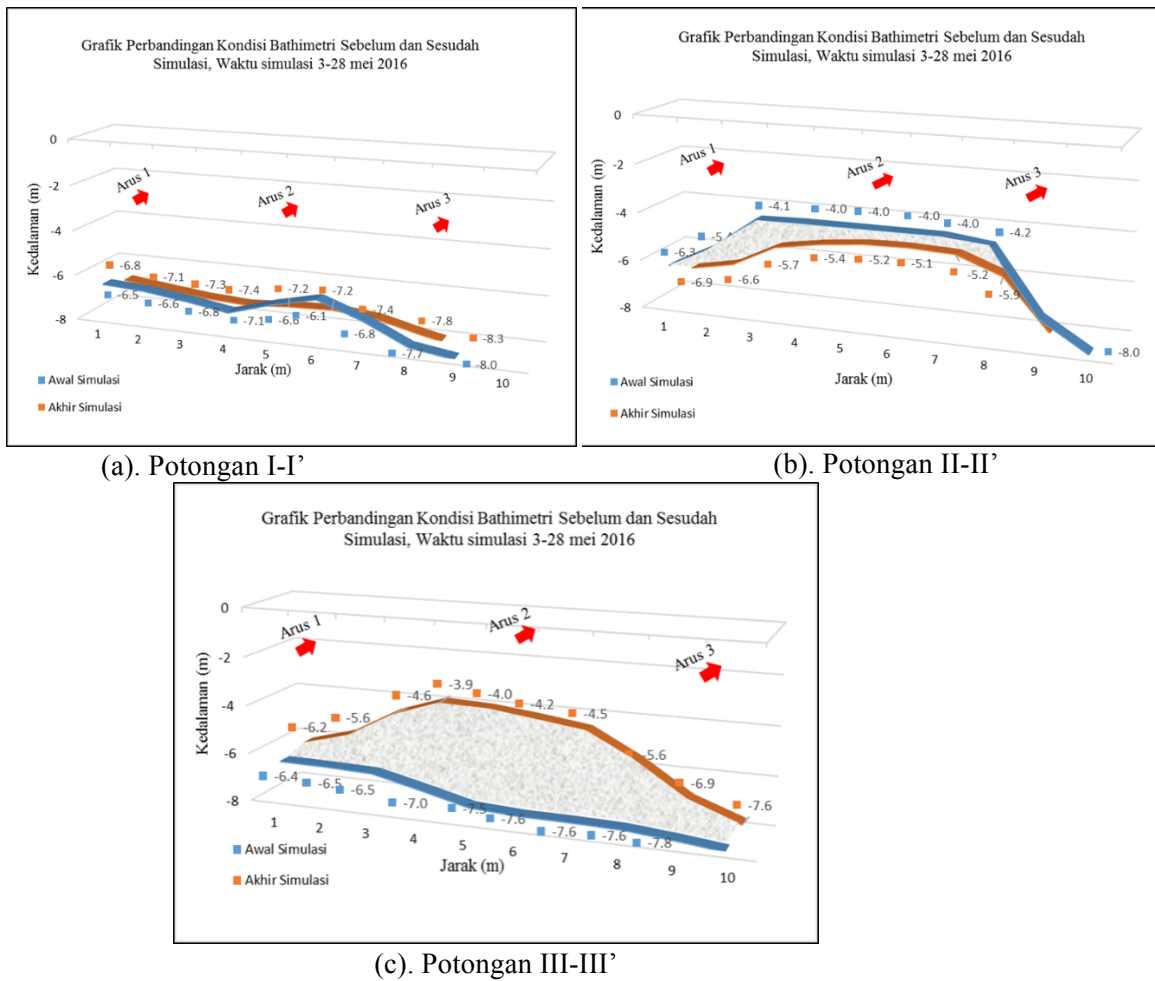 Grafik Perbandingan Kondisi Bathimetri Sebelum dan Sesudah
Simulasi, Waktu simulasi 3-28 mei 2016
Kedalaman (m)
0
-2
-4
-6
-8
Arus 1
Arus 2
Arus 3
-6.8
-7.1
-7.3
-7.4
-7.2
-7.2
-7.4
-7.8
-8.3
-6.5
-6.6
-6.8
-7.1
-6.6
-6.1
-6.8
-7.7
-8.0
1 2 3 4 5 6 7 8 9 10
Jarak (m)
Awal Simulasi
Akhir Simulasi
(a). Potongan I-I’
Grafik Perbandingan Kondisi Bathimetri Sebelum dan Sesudah
Simulasi, Waktu simulasi 3-28 mei 2016
Kedalaman (m)
0
-2
-4
-6
-8
Arus 1
Arus 2
Arus 3
-6.3
-4.1
-4.0
-4.0
-4.0
-4.0
-4.2
-8.0
-6.9
-6.6
-5.7
-5.4
-5.2
-5.1
-5.2
-5.9
1 2 3 4 5 6 7 8 9 10
Jarak (m)
Awal Simulasi
Akhir Simulasi
(b). Potongan II-II’
Grafik Perbandingan Kondisi Bathimetri Sebelum dan Sesudah
Simulasi, Waktu simulasi 3-28 mei 2016
Kedalaman (m)
0
-2
-4
-6
-8
Arus 1
Arus 2
Arus 3
-6.2
-5.6
-4.6
-3.9
-4.0
-4.2
-4.5
-5.6
-6.9
-7.6
-6.4
-6.5
-6.5
-7.0
-7.5
-7.6
-7.6
-7.6
-7.8
1 2 3 4 5 6 7 8 9 10
Jarak (m)
Awal Simulasi
Akhir Simulasi
(c). Potongan III-III’